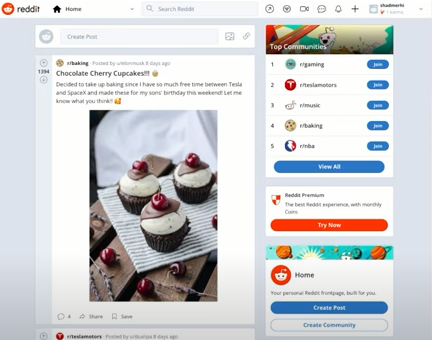 reddit
Home
Search Reddit
shadmerhi
1 karma
Create Post
1394
r/baking · Posted by u/elonmusk 8 days ago
Chocolate Cherry Cupcakes!!!
Decided to take up baking since I have so much free time between Tesla
and SpaceX and made these for my sons' birthday this weekend! Let me
know what you think!! 🥰
4
Share
Save
r/teslamotors · Posted by 8 days ago
Top Communities
1 r/gaming Join
2 r/teslamotors Join
3 r/music Join
4 r/baking Join
5 r/nba Join
View All
Reddit Premium
The best Reddit experience, with monthly
Coins
Try Now
Home
Your personal Reddit frontpage, built for you.
Create Post
Create Community